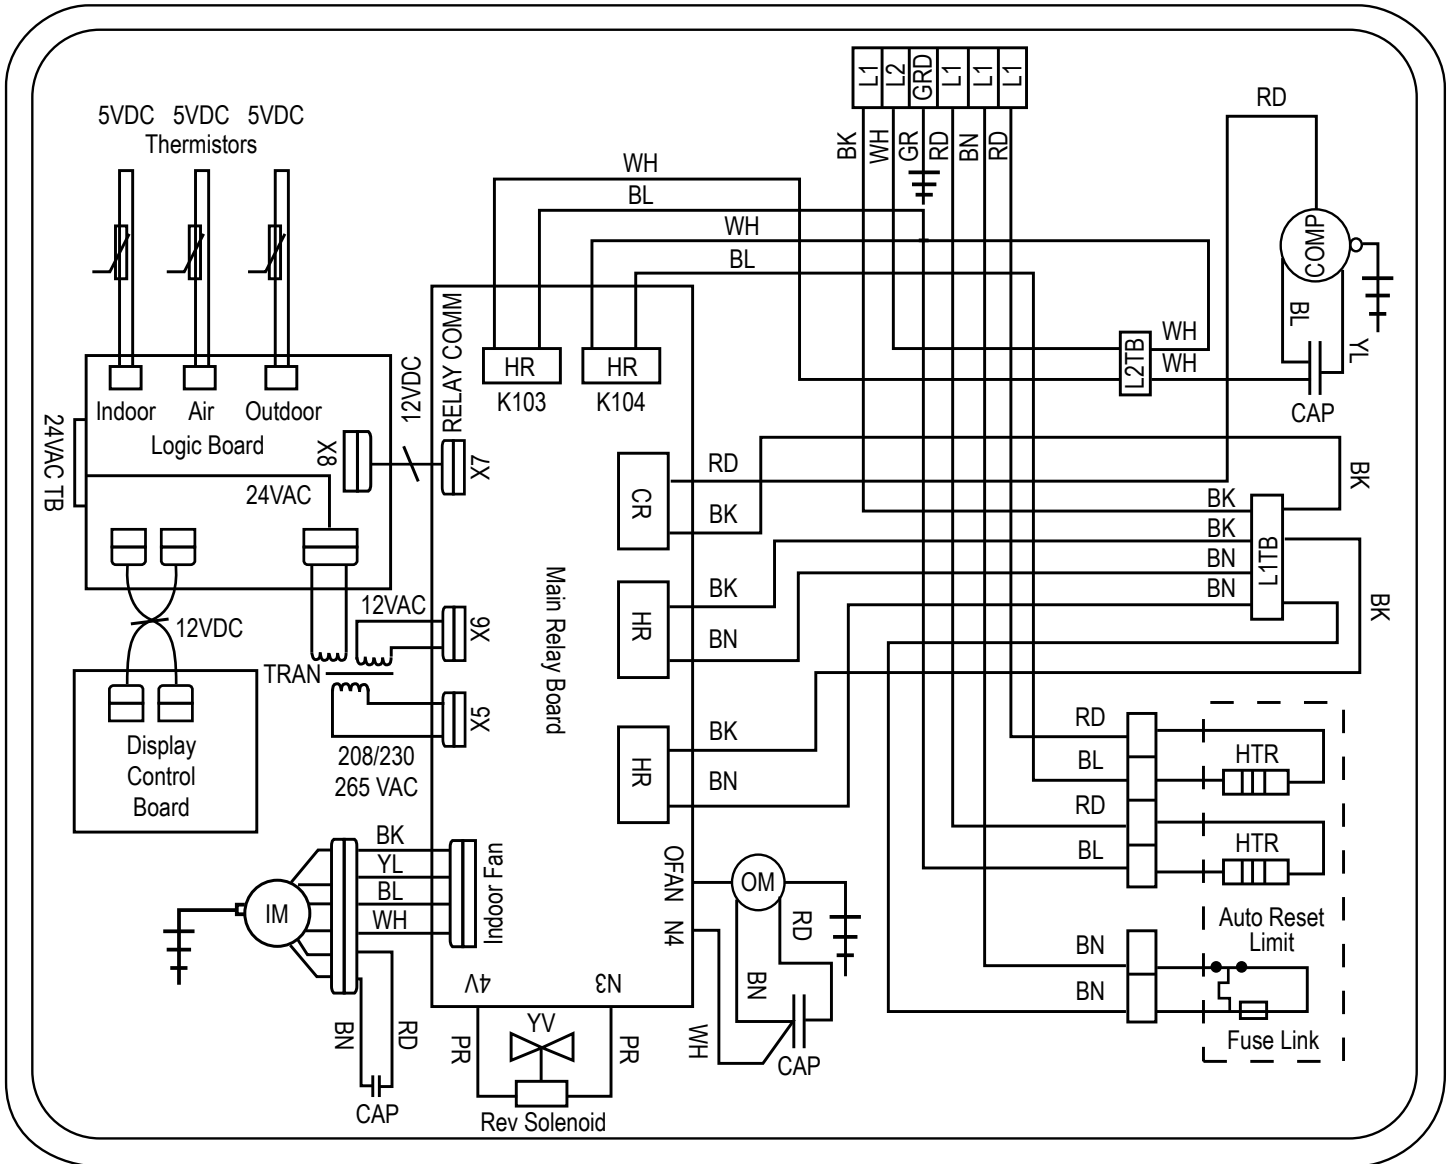 L1 L2 GRD L1 L1 L1
BK WH GR RD BN RD
RD
5VDC 5VDC 5VDC
Thermistors
WH
BL
WH
BL
COMP
BL
YL
CAP
WH
WH
L2TB
Indoor Air Outdoor
Logic Board
24VAC TB
24VAC
X8
12VDC
RELAY COMM
X7
HR
K103
HR
K104
CR
RD
BK
BK
BK
BK
BN
BN
L1TB
BK
HR
BK
BN
Main Relay Board
HR
BK
BN
12VAC
X6
TRAN
X5
208/230
265 VAC
12VDC
Display
Control
Board
RD
BL
RD
BL
HTR
HTR
Auto Reset
Limit
BN
BN
Fuse Link
IM
BK
YL
BL
WH
Indoor Fan
BN
RD
CAP
OFAN
N4
OM
RD
BN
WH
CAP
4V
N3
PR
YV
PR
Rev Solenoid